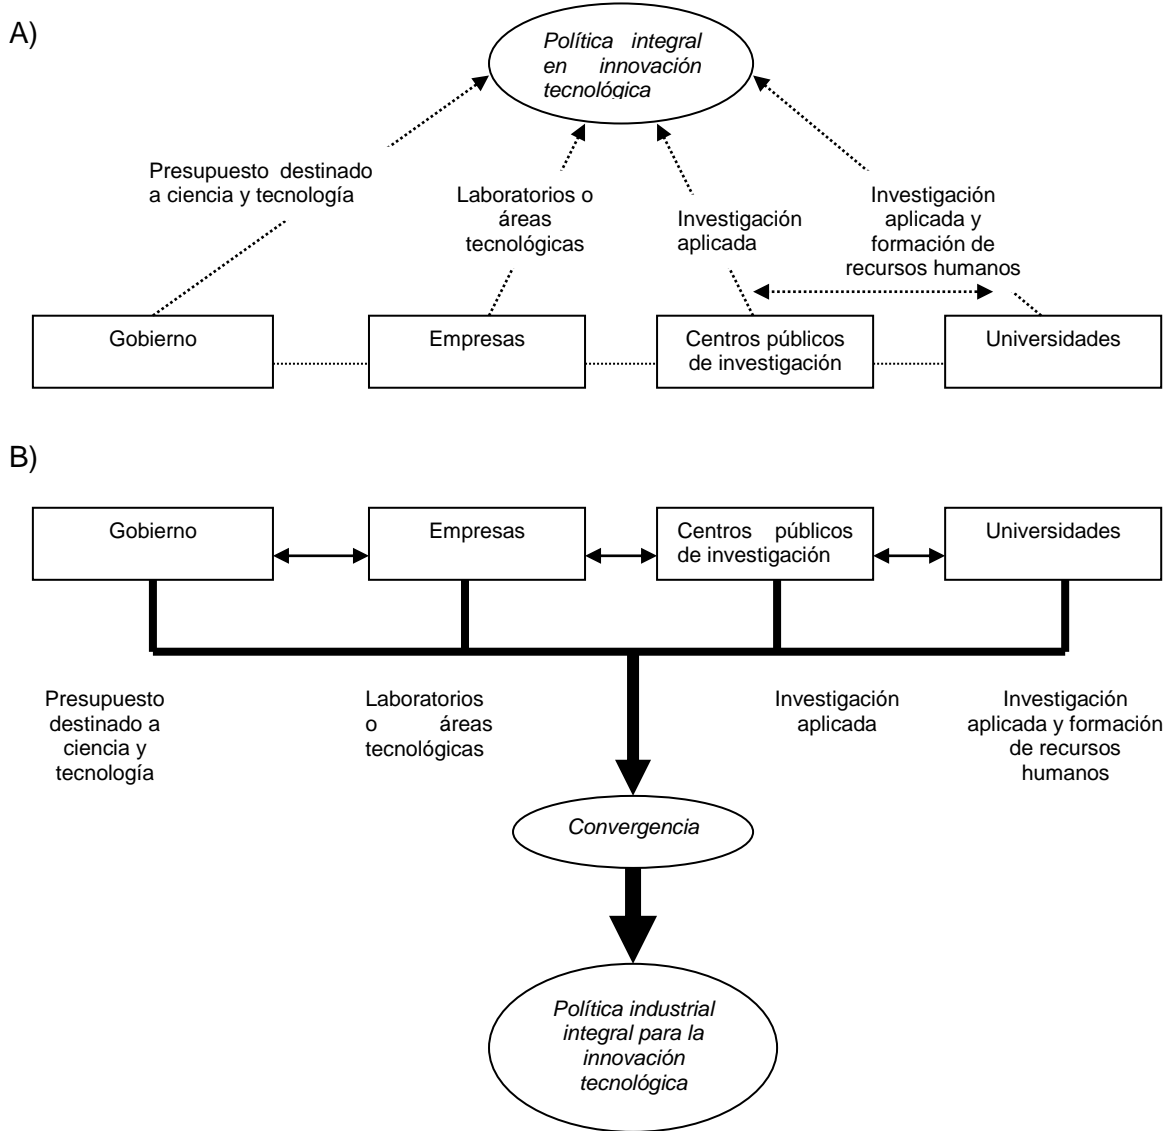 A)
Política integral
en innovación
tecnológica
Presupuesto destinado
a ciencia y tecnología
Laboratorios o
áreas
tecnológicas
Investigación
aplicada
Investigación
aplicada y
formación de
recursos humanos
Gobierno
Empresas
Centros públicos
de investigación
Universidades
B)
Gobierno
Empresas
Centros públicos
de investigación
Universidades
Presupuesto
destinado a
ciencia y
tecnología
Laboratorios
o áreas
tecnológicas
Investigación
aplicada
Investigación
aplicada y formación
de recursos
humanos
Convergencia
Política industrial
integral para la
innovación
tecnológica